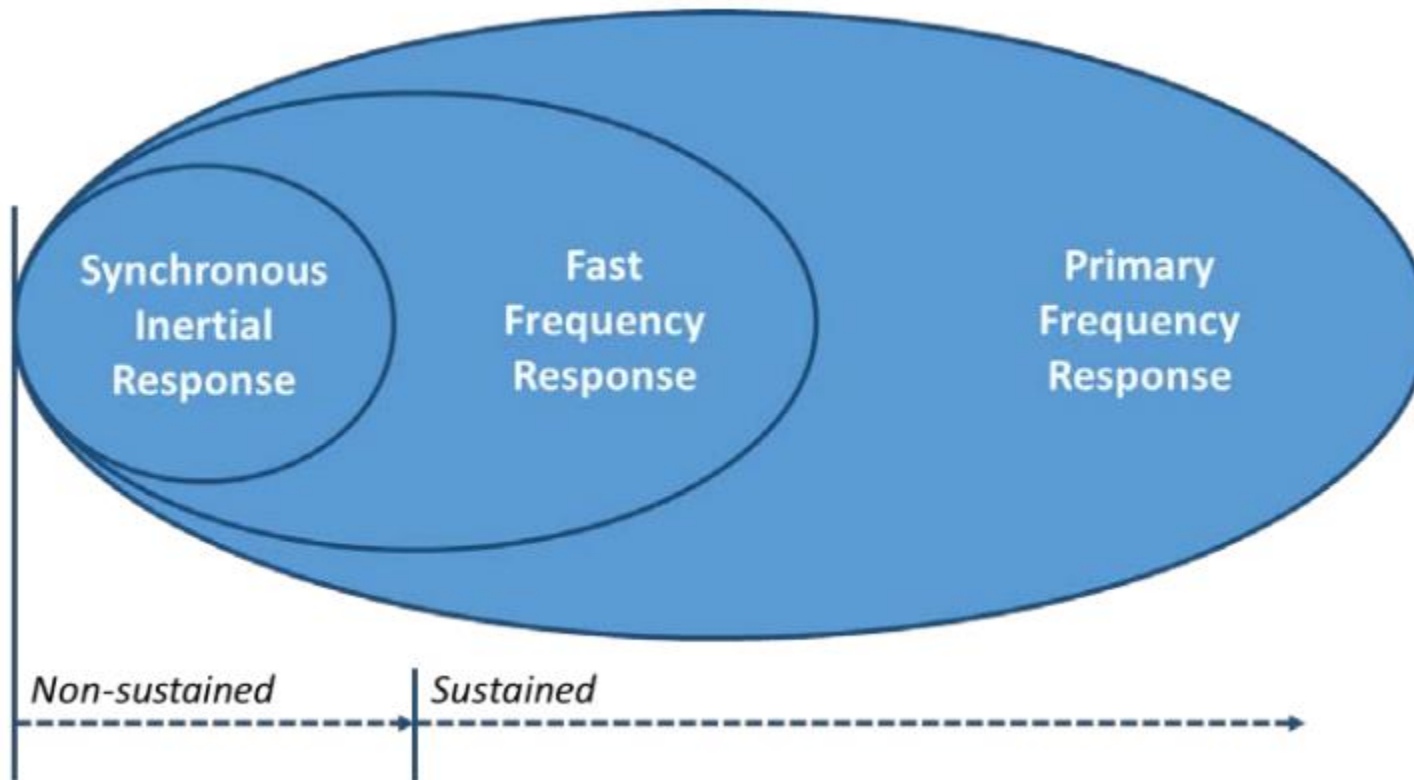 Synchronous
Inertial
Response
Fast
Frequency
Response
Primary
Frequency
Response
Non-sustained
Sustained